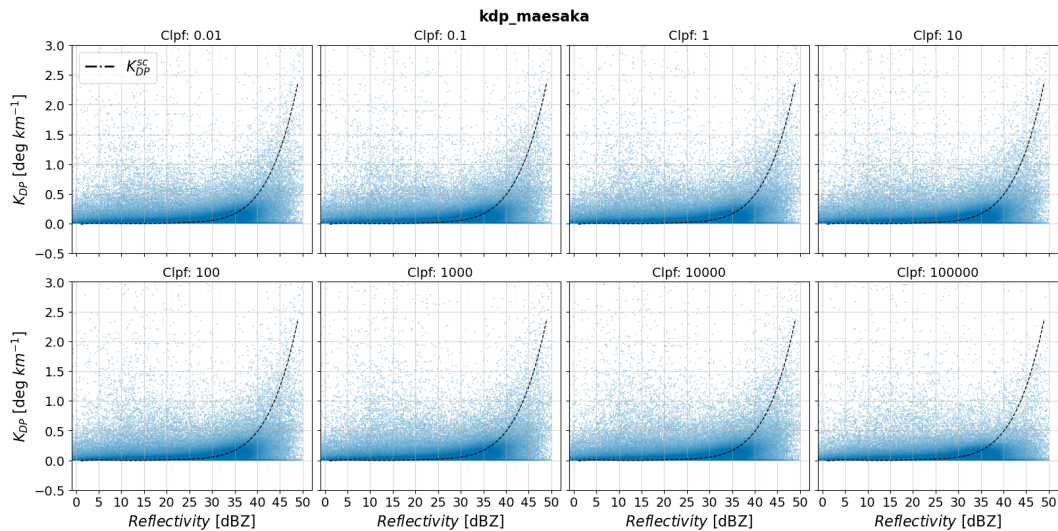 kdp_maesaka
Clpf: 0.01
Clpf: 0.1
Clpf: 1
Clpf: 10
K_DP [deg km⁻¹]
3.0
2.5
2.0
1.5
1.0
0.5
0.0
−0.5
K_DP^sc
Clpf: 100
Clpf: 1000
Clpf: 10000
Clpf: 100000
K_DP [deg km⁻¹]
3.0
2.5
2.0
1.5
1.0
0.5
0.0
−0.5
0 5 10 15 20 25 30 35 40 45 50
0 5 10 15 20 25 30 35 40 45 50
0 5 10 15 20 25 30 35 40 45 50
0 5 10 15 20 25 30 35 40 45 50
Reflectivity [dBZ]
Reflectivity [dBZ]
Reflectivity [dBZ]
Reflectivity [dBZ]